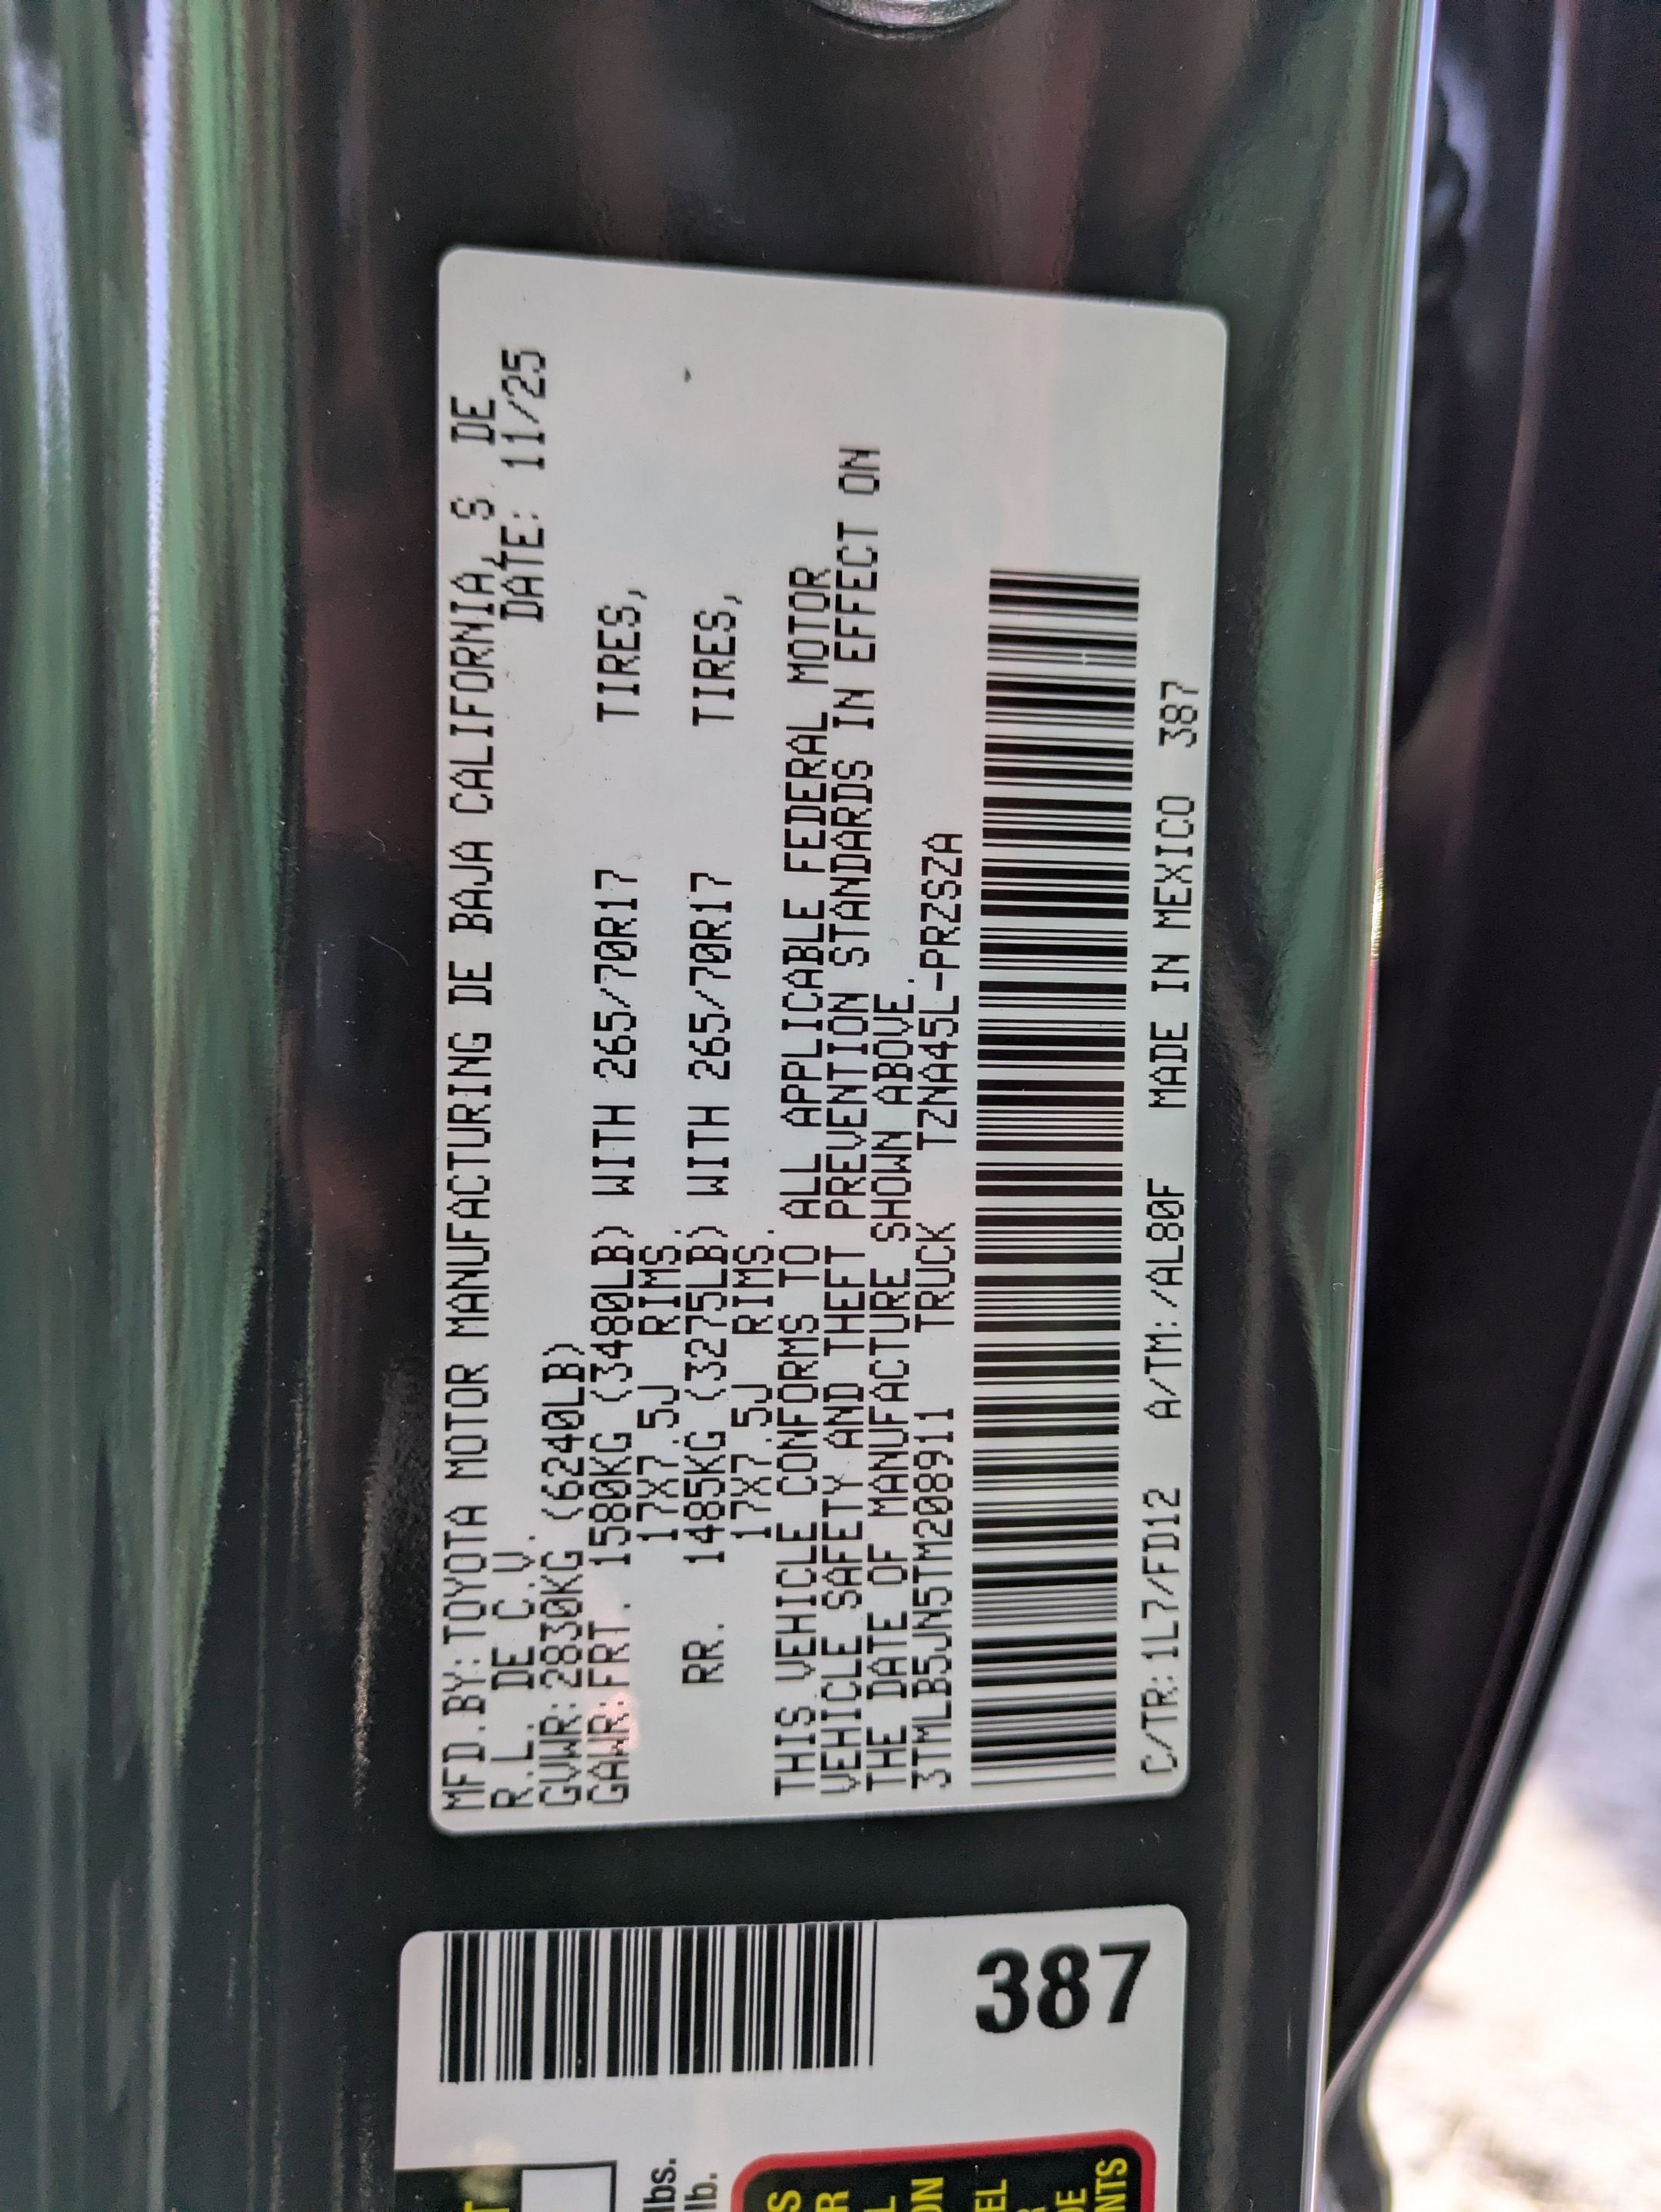 MFD.BY:TOYOTA MOTOR MANUFACTURING DE BAJA CALIFORNIA, S DE
R.L. DE C.V. DATE: 11/25
GVWR:2830KG (6240LB)
GAWR:FRT. 1580KG (3480LB) WITH 265/70R17 TIRES,
17X7.5J RIMS
RR. 1485KG (3275LB) WITH 265/70R17 TIRES,
17X7.5J RIMS.
THIS VEHICLE CONFORMS TO ALL APPLICABLE FEDERAL MOTOR
VEHICLE SAFETY AND THEFT PREVENTION STANDARDS IN EFFECT ON
THE DATE OF MANUFACTURE SHOWN ABOVE.
3TMLB5JN5TM208911 TRUCK TZNA45L-PRZSZA
C/TR:1L7/FD12 A/TM:/AL80F MADE IN MEXICO 387
387
lbs.
lb.